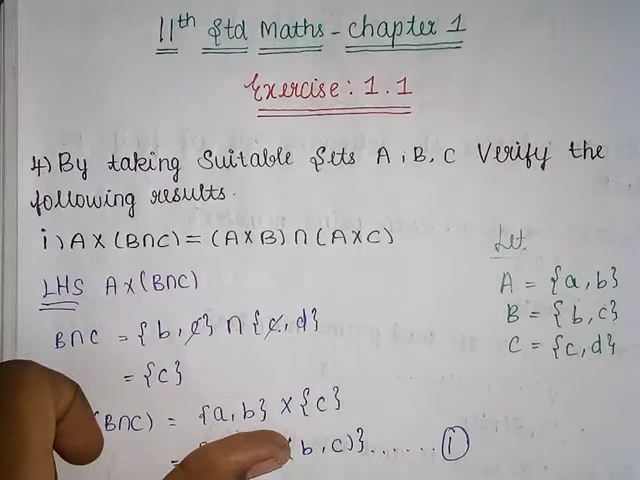 11th Std Maths - chapter 1
Exercise: 1.1
4) By taking suitable sets A, B, C Verify the
following results.
i) A × (B∩C) = (A×B) ∩ (A×C)
Let
LHS A×(B∩C)
A = {a,b}
B = {b,c}
B∩C = {b,c} ∩ {c,d}
C = {c,d}
= {c}
(B∩C) = {a,b} × {c}
= (b,c)}...... ①